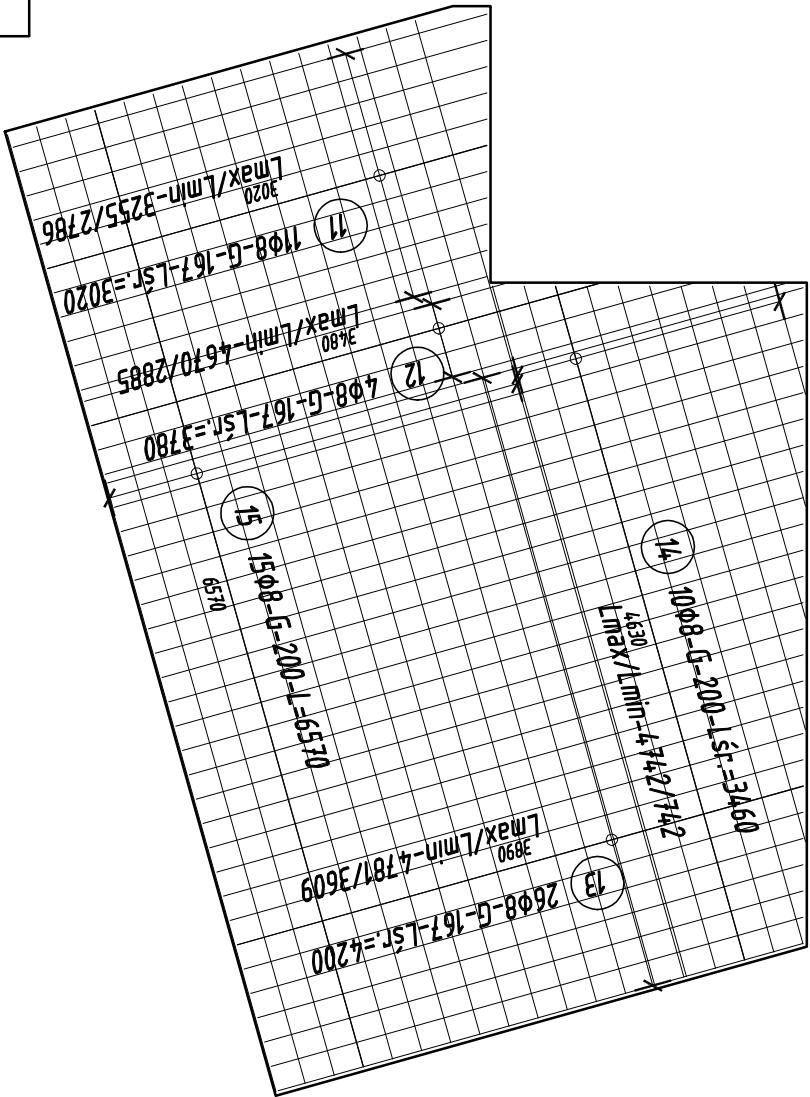 Lmax/Lmin-3255/2786
3020
11
11ϕ8-G-167-Lśr.=3020
Lmax/Lmin-4670/2885
3480
12
4ϕ8-G-167-Lśr.=3780
15
15ϕ8-G-200-L=6570
6570
14
10ϕ8-G-200-Lśr.=3460
4630
Lmax/Lmin-4742/742
Lmax/Lmin-4781/3609
3890
13
26ϕ8-G-167-Lśr.=4200